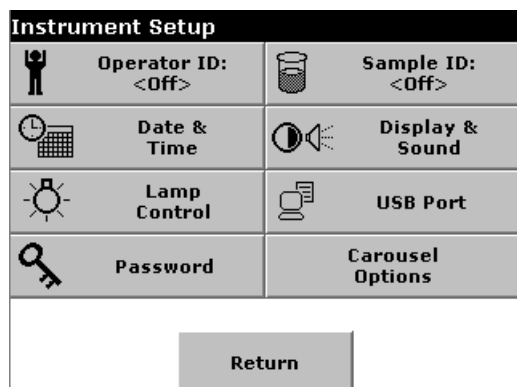 Instrument Setup
Operator ID:
<Off>
Sample ID:
<Off>
Date &
Time
Display &
Sound
Lamp
Control
USB Port
Password
Carousel
Options
Return